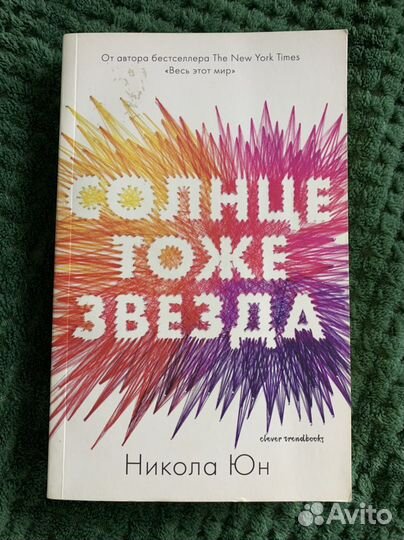 От автора бестселлера The New York Times
«Весь этот мир»
СОЛНЦЕ
ТОЖЕ
ЗВЕЗДА
clever trendbooks
Никола Юн
Avito